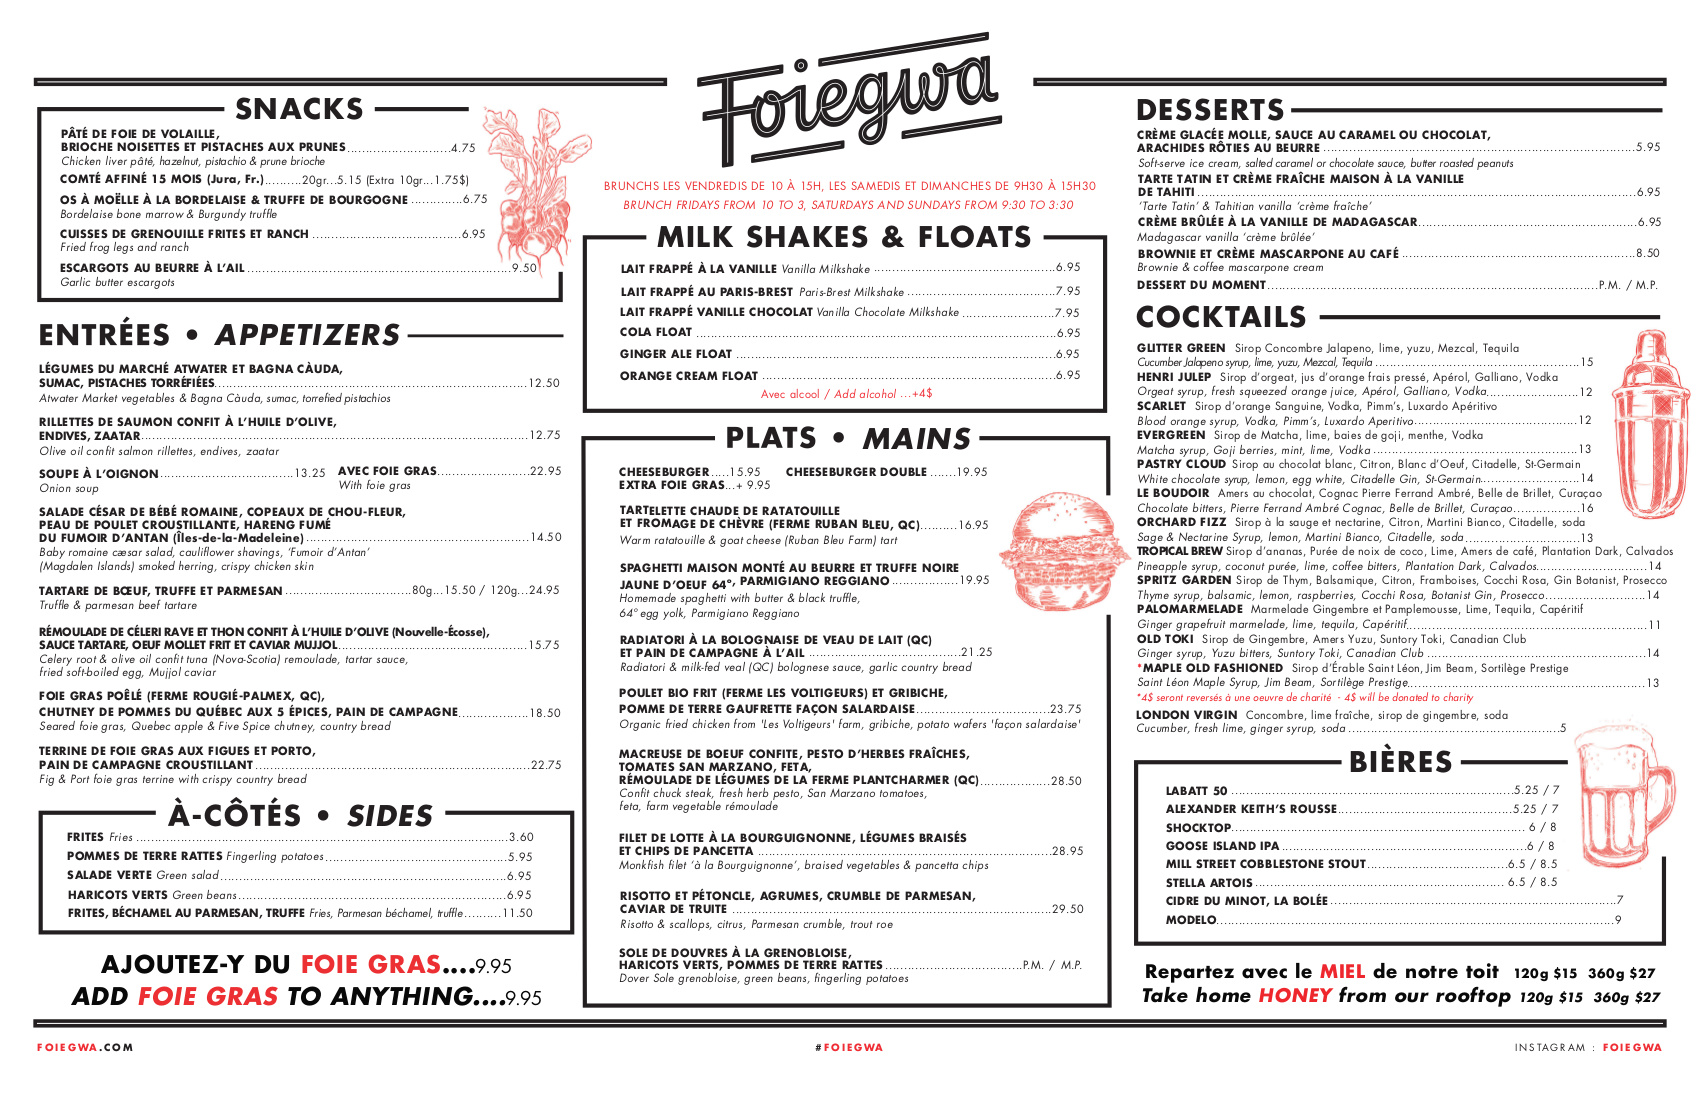 Foiegwa
SNACKS
PÂTÉ DE FOIE DE VOLAILLE,
BRIOCHE NOISETTES ET PISTACHES AUX PRUNES...........................4.75
Chicken liver pâté, hazelnut, pistachio & prune brioche
COMTÉ AFFINÉ 15 MOIS (Jura, Fr.).........20gr...5.15 (Extra 10gr...1.75$)
OS À MOËLLE À LA BORDELAISE & TRUFFE DE BOURGOGNE .............6.75
Bordelaise bone marrow & Burgundy truffle
CUISSES DE GRENOUILLE FRITES ET RANCH ......................................6.95
Fried frog legs and ranch
ESCARGOTS AU BEURRE À L'AIL ....................................................................9.50
Garlic butter escargots
ENTRÉES • APPETIZERS
LÉGUMES DU MARCHÉ ATWATER ET BAGNA CÀUDA,
SUMAC, PISTACHES TORRÉFIÉES................................................................................12.50
Atwater Market vegetables & Bagna Càuda, sumac, torrefied pistachios
RILLETTES DE SAUMON CONFIT À L'HUILE D'OLIVE,
ENDIVES, ZAATAR....................................................................................................12.75
Olive oil confit salmon rillettes, endives, zaatar
SOUPE À L'OIGNON..................................13.25 AVEC FOIE GRAS........................22.95
Onion soup With foie gras
SALADE CÉSAR DE BÉBÉ ROMAINE, COPEAUX DE CHOU-FLEUR,
PEAU DE POULET CROUSTILLANTE, HARENG FUMÉ
DU FUMOIR D'ANTAN (Îles-de-la-Madeleine) .........................................................14.50
Baby romaine cæsar salad, cauliflower shavings, 'Fumoir d'Antan'
(Magdalen Islands) smoked herring, crispy chicken skin
TARTARE DE BŒUF, TRUFFE ET PARMESAN ................................80g...15.50 / 120g...24.95
Truffle & parmesan beef tartare
RÉMOULADE DE CÉLERI RAVE ET THON CONFIT À L'HUILE D'OLIVE (Nouvelle-Écosse),
SAUCE TARTARE, OEUF MOLLET FRIT ET CAVIAR MUJJOL.................................................15.75
Celery root & olive oil confit tuna (Nova-Scotia) remoulade, tartar sauce,
fried soft-boiled egg, Mujjol caviar
FOIE GRAS POÊLÉ (FERME ROUGIÉ-PALMEX, QC),
CHUTNEY DE POMMES DU QUÉBEC AUX 5 ÉPICES, PAIN DE CAMPAGNE..................18.50
Seared foie gras, Quebec apple & Five Spice chutney, country bread
TERRINE DE FOIE GRAS AUX FIGUES ET PORTO,
PAIN DE CAMPAGNE CROUSTILLANT .......................................................................22.75
Fig & Port foie gras terrine with crispy country bread
À-CÔTÉS • SIDES
FRITES Fries ................................................................................................3.60
POMMES DE TERRE RATTES Fingerling potatoes...............................................5.95
SALADE VERTE Green salad..........................................................................6.95
HARICOTS VERTS Green beans.....................................................................6.95
FRITES, BÉCHAMEL AU PARMESAN, TRUFFE Fries, Parmesan béchamel, truffle..........11.50
AJOUTEZ-Y DU FOIE GRAS....9.95
ADD FOIE GRAS TO ANYTHING....9.95
BRUNCHS LES VENDREDIS DE 10 À 15H, LES SAMEDIS ET DIMANCHES DE 9H30 À 15H30
BRUNCH FRIDAYS FROM 10 TO 3, SATURDAYS AND SUNDAYS FROM 9:30 TO 3:30
MILK SHAKES & FLOATS
LAIT FRAPPÉ À LA VANILLE Vanilla Milkshake ..............................................6.95
LAIT FRAPPÉ AU PARIS-BREST Paris-Brest Milkshake ......................................7.95
LAIT FRAPPÉ VANILLE CHOCOLAT Vanilla Chocolate Milkshake ........................7.95
COLA FLOAT ............................................................................................6.95
GINGER ALE FLOAT ..................................................................................6.95
ORANGE CREAM FLOAT ...........................................................................6.95
Avec alcool / Add alcohol ...+4$
PLATS • MAINS
CHEESEBURGER.....15.95 CHEESEBURGER DOUBLE .......19.95
EXTRA FOIE GRAS...+ 9.95
TARTELETTE CHAUDE DE RATATOUILLE
ET FROMAGE DE CHÈVRE (FERME RUBAN BLEU, QC)..........16.95
Warm ratatouille & goat cheese (Ruban Bleu Farm) tart
SPAGHETTI MAISON MONTÉ AU BEURRE ET TRUFFE NOIRE
JAUNE D'OEUF 64º, PARMIGIANO REGGIANO .................19.95
Homemade spaghetti with butter & black truffle,
64º egg yolk, Parmigiano Reggiano
RADIATORI À LA BOLOGNAISE DE VEAU DE LAIT (QC)
ET PAIN DE CAMPAGNE À L'AIL .......................................21.25
Radiatori & milk-fed veal (QC) bolognese sauce, garlic country bread
POULET BIO FRIT (FERME LES VOLTIGEURS) ET GRIBICHE,
POMME DE TERRE GAUFRETTE FAÇON SALARDAISE..................................23.75
Organic fried chicken from 'Les Voltigeurs' farm, gribiche, potato wafers 'façon salardaise'
MACREUSE DE BOEUF CONFITE, PESTO D'HERBES FRAÎCHES,
TOMATES SAN MARZANO, FETA,
RÉMOULADE DE LÉGUMES DE LA FERME PLANTCHARMER (QC)..................28.50
Confit chuck steak, fresh herb pesto, San Marzano tomatoes,
feta, farm vegetable rémoulade
FILET DE LOTTE À LA BOURGUIGNONNE, LÉGUMES BRAISÉS
ET CHIPS DE PANCETTA ...........................................................................28.95
Monkfish filet 'à la Bourguignonne', braised vegetables & pancetta chips
RISOTTO ET PÉTONCLE, AGRUMES, CRUMBLE DE PARMESAN,
CAVIAR DE TRUITE .................................................................................29.50
Risotto & scallops, citrus, Parmesan crumble, trout roe
SOLE DE DOUVRES À LA GRENOBLOISE,
HARICOTS VERTS, POMMES DE TERRE RATTES ...................................P.M. / M.P.
Dover Sole grenobloise, green beans, fingerling potatoes
DESSERTS
CRÈME GLACÉE MOLLE, SAUCE AU CARAMEL OU CHOCOLAT,
ARACHIDES RÔTIES AU BEURRE ................................................................................5.95
Soft-serve ice cream, salted caramel or chocolate sauce, butter roasted peanuts
TARTE TATIN ET CRÈME FRAÎCHE MAISON À LA VANILLE
DE TAHITI ................................................................................................................6.95
'Tarte Tatin' & Tahitian vanilla 'crème fraîche'
CRÈME BRÛLÉE À LA VANILLE DE MADAGASCAR........................................................6.95
Madagascar vanilla 'crème brûlée'
BROWNIE ET CRÈME MASCARPONE AU CAFÉ ............................................................8.50
Brownie & coffee mascarpone cream
DESSERT DU MOMENT.....................................................................................P.M. / M.P.
COCKTAILS
GLITTER GREEN Sirop Concombre Jalapeno, lime, yuzu, Mezcal, Tequila
Cucumber Jalapeno syrup, lime, yuzu, Mezcal, Tequila .....................................................15
HENRI JULEP Sirop d'orgeat, jus d'orange frais pressé, Apérol, Galliano, Vodka
Orgeat syrup, fresh squeezed orange juice, Apérol, Galliano, Vodka.......................12
SCARLET Sirop d'orange Sanguine, Vodka, Pimm's, Luxardo Apéritivo
Blood orange syrup, Vodka, Pimm's, Luxardo Aperitivo..........................................12
EVERGREEN Sirop de Matcha, lime, baies de goji, menthe, Vodka
Matcha syrup, Goji berries, mint, lime, Vodka .....................................................13
PASTRY CLOUD Sirop au chocolat blanc, Citron, Blanc d'Oeuf, Citadelle, St-Germain
White chocolate syrup, lemon, egg white, Citadelle Gin, St-Germain.........................14
LE BOUDOIR Amers au chocolat, Cognac Pierre Ferrand Ambré, Belle de Brillet, Curaçao
Chocolate bitters, Pierre Ferrand Ambré Cognac, Belle de Brillet, Curaçao.................16
ORCHARD FIZZ Sirop à la sauge et nectarine, Citron, Martini Bianco, Citadelle, soda
Sage & Nectarine Syrup, lemon, Martini Bianco, Citadelle, soda.............................13
TROPICAL BREW Sirop d'ananas, Purée de noix de coco, Lime, Amers de café, Plantation Dark, Calvados
Pineapple syrup, coconut purée, lime, coffee bitters, Plantation Dark, Calvados............................14
SPRITZ GARDEN Sirop de Thym, Balsamique, Citron, Framboises, Cocchi Rosa, Gin Botanist, Prosecco
Thyme syrup, balsamic, lemon, raspberries, Cocchi Rosa, Botanist Gin, Prosecco..........................14
PALOMARMELADE Marmelade Gingembre et Pamplemousse, Lime, Tequila, Capéritif
Ginger grapefruit marmelade, lime, tequila, Capéritif.............................................................11
OLD TOKI Sirop de Gingembre, Amers Yuzu, Suntory Toki, Canadian Club
Ginger syrup, Yuzu bitters, Suntory Toki, Canadian Club .......................................................14
*MAPLE OLD FASHIONED Sirop d'Érable Saint Léon, Jim Beam, Sortilège Prestige
Saint Léon Maple Syrup, Jim Beam, Sortilège Prestige............................................................13
*4$ seront reversés à une oeuvre de charité - 4$ will be donated to charity
LONDON VIRGIN Concombre, lime fraîche, sirop de gingembre, soda
Cucumber, fresh lime, ginger syrup, soda ......................................................5
BIÈRES
LABATT 50 .........................................................................5.25 / 7
ALEXANDER KEITH'S ROUSSE.............................................5.25 / 7
SHOCKTOP............................................................................ 6 / 8
GOOSE ISLAND IPA ..............................................................6 / 8
MILL STREET COBBLESTONE STOUT....................................6.5 / 8.5
STELLA ARTOIS ................................................................ 6.5 / 8.5
CIDRE DU MINOT, LA BOLÉE..........................................................................7
MODELO.....................................................................................................9
Repartez avec le MIEL de notre toit 120g $15 360g $27
Take home HONEY from our rooftop 120g $15 360g $27
FOIEGWA.COM
#FOIEGWA
INSTAGRAM : FOIEGWA